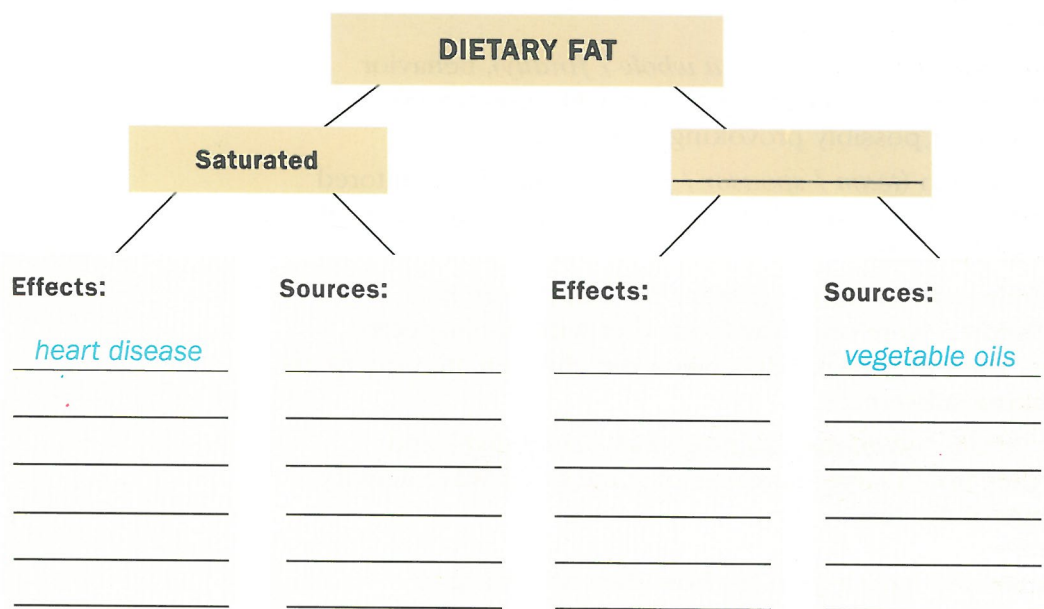 DIETARY FAT
Saturated
Effects:
Sources:
Effects:
Sources:
heart disease
vegetable oils